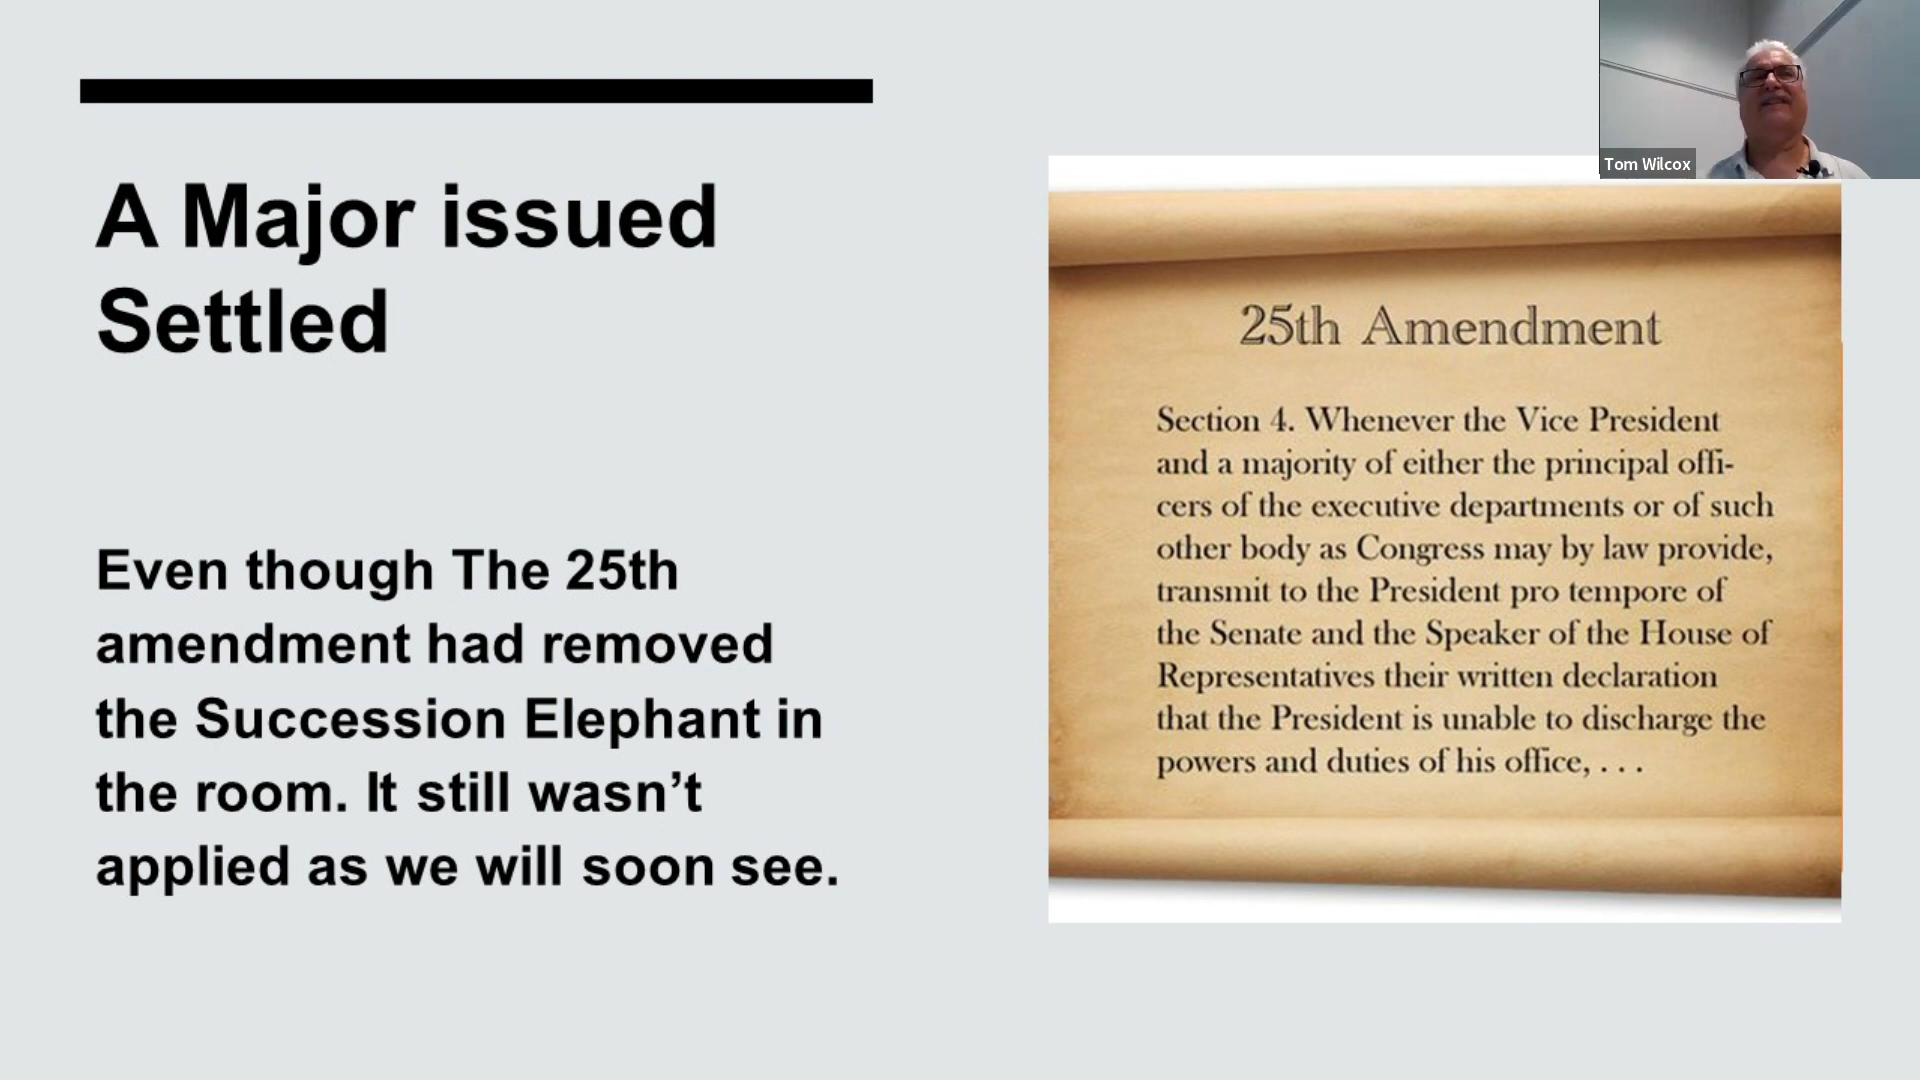 A Major issued
Settled
Even though The 25th
amendment had removed
the Succession Elephant in
the room. It still wasn’t
applied as we will soon see.
Tom Wilcox
25th Amendment
Section 4. Whenever the Vice President
and a majority of either the principal offi-
cers of the executive departments or of such
other body as Congress may by law provide,
transmit to the President pro tempore of
the Senate and the Speaker of the House of
Representatives their written declaration
that the President is unable to discharge the
powers and duties of his office, . . .